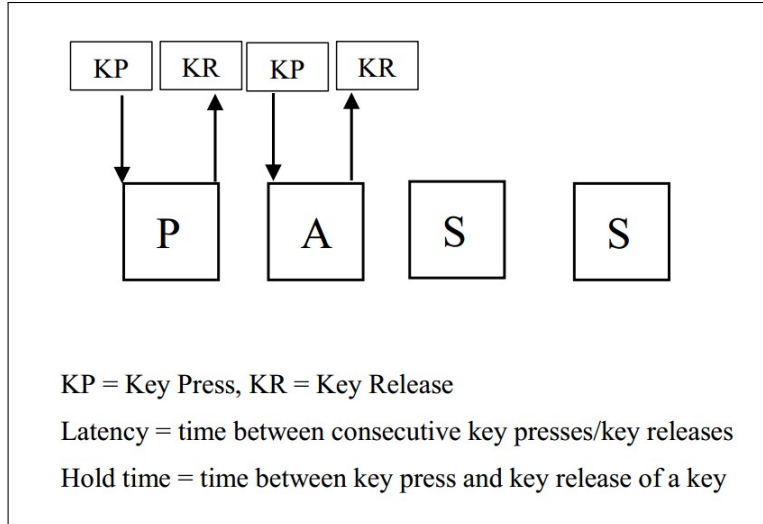 KP KR KP KR
P A S S
KP = Key Press, KR = Key Release
Latency = time between consecutive key presses/key releases
Hold time = time between key press and key release of a key